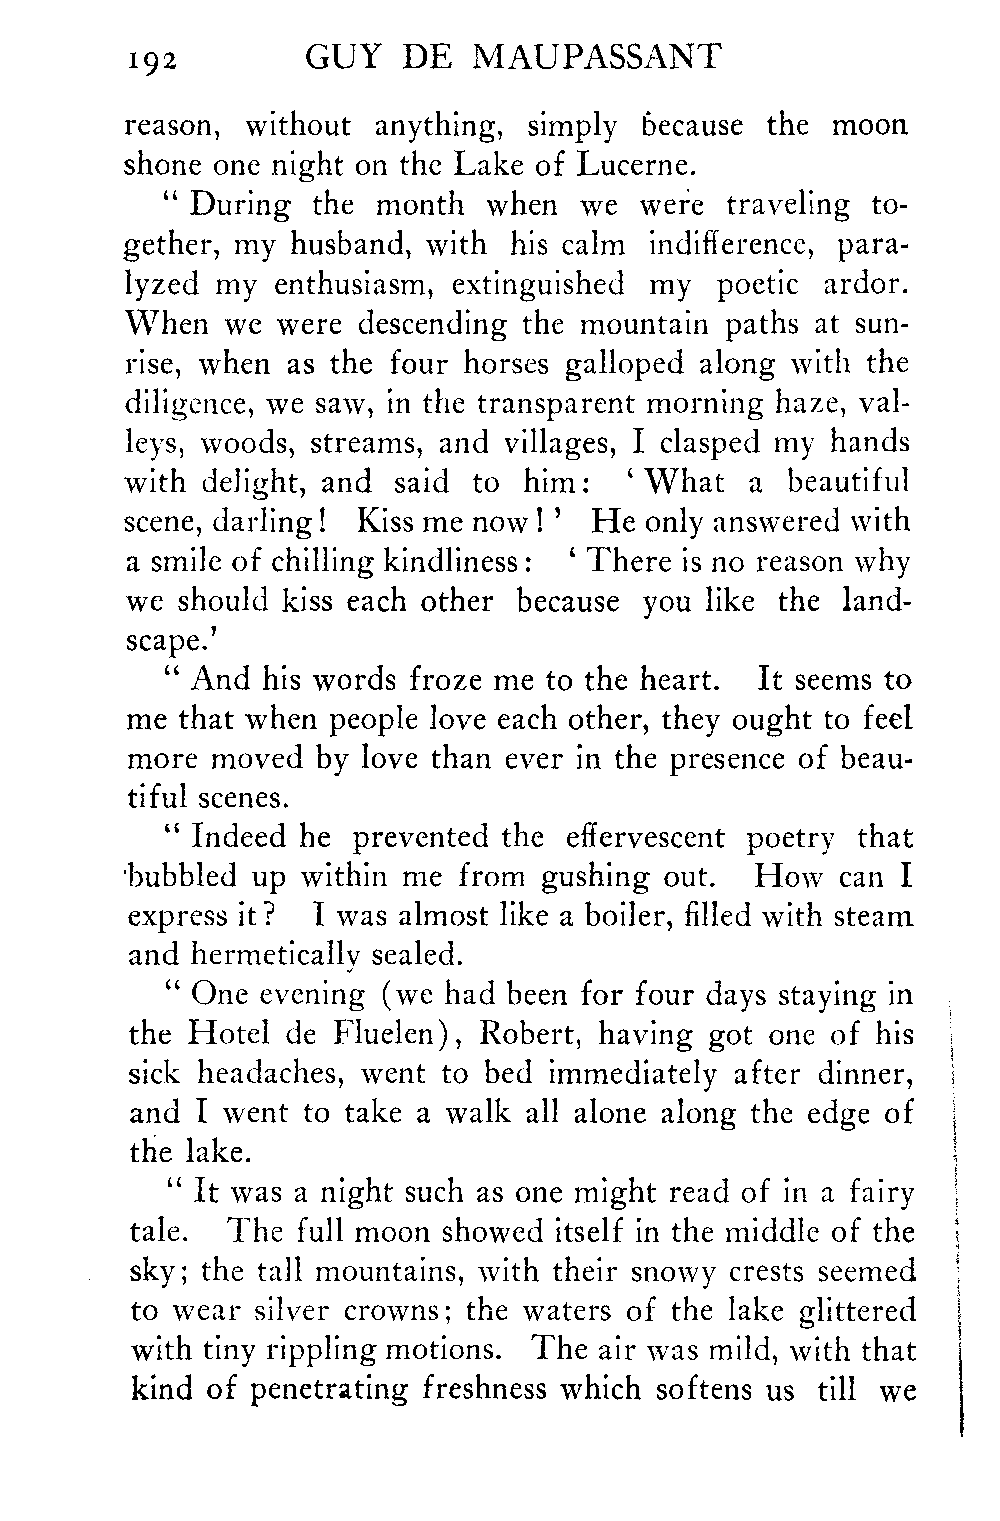 192 GUY DE MAUPASSANT
reason, without anything, simply because the moon
shone one night on the Lake of Lucerne.
“ During the month when we were traveling to-
gether, my husband, with his calm indifference, para-
lyzed my enthusiasm, extinguished my poetic ardor.
When we were descending the mountain paths at sun-
rise, when as the four horses galloped along with the
diligence, we saw, in the transparent morning haze, val-
leys, woods, streams, and villages, I clasped my hands
with delight, and said to him: ‘ What a beautiful
scene, darling! Kiss me now! ’ He only answered with
a smile of chilling kindliness: ‘ There is no reason why
we should kiss each other because you like the land-
scape.’
“ And his words froze me to the heart. It seems to
me that when people love each other, they ought to feel
more moved by love than ever in the presence of beau-
tiful scenes.
“ Indeed he prevented the effervescent poetry that
bubbled up within me from gushing out. How can I
express it? I was almost like a boiler, filled with steam
and hermetically sealed.
“ One evening (we had been for four days staying in
the Hotel de Fluelen), Robert, having got one of his
sick headaches, went to bed immediately after dinner,
and I went to take a walk all alone along the edge of
the lake.
“ It was a night such as one might read of in a fairy
tale. The full moon showed itself in the middle of the
sky; the tall mountains, with their snowy crests seemed
to wear silver crowns; the waters of the lake glittered
with tiny rippling motions. The air was mild, with that
kind of penetrating freshness which softens us till we